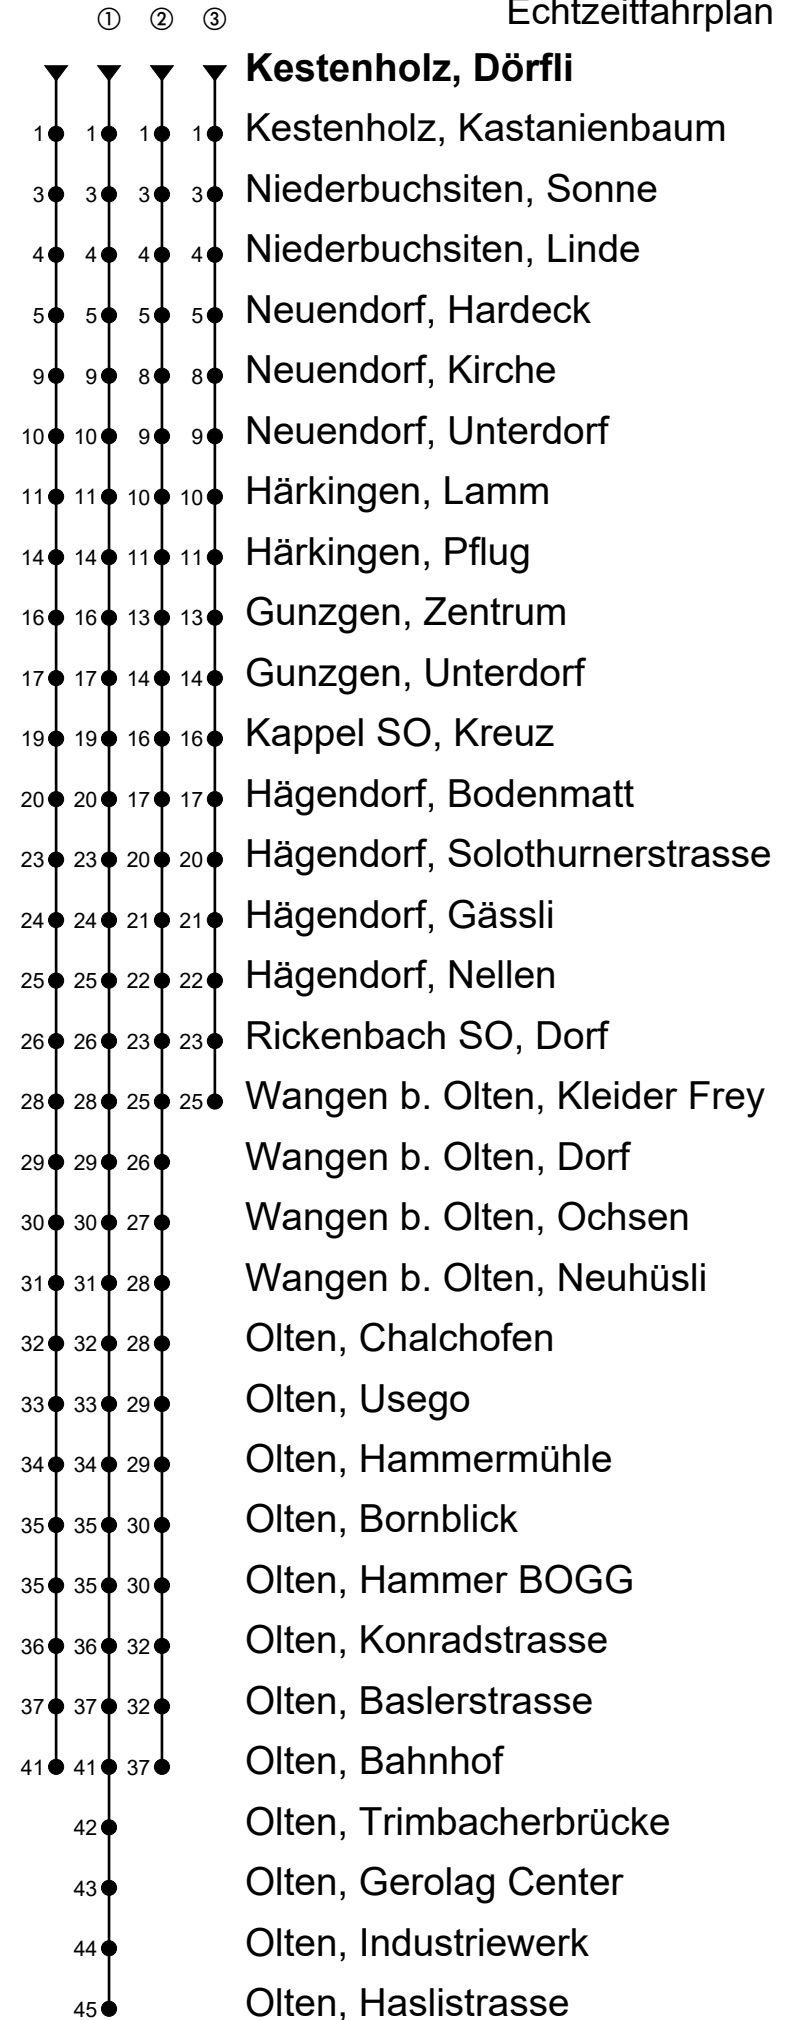 Echtzeitfahrplan
① ② ③
Kestenholz, Dörfli
1 1 1 1 Kestenholz, Kastanienbaum
3 3 3 3 Niederbuchsiten, Sonne
4 4 4 4 Niederbuchsiten, Linde
5 5 5 5 Neuendorf, Hardeck
9 9 8 8 Neuendorf, Kirche
10 10 9 9 Neuendorf, Unterdorf
11 11 10 10 Härkingen, Lamm
14 14 11 11 Härkingen, Pflug
16 16 13 13 Gunzgen, Zentrum
17 17 14 14 Gunzgen, Unterdorf
19 19 16 16 Kappel SO, Kreuz
20 20 17 17 Hägendorf, Bodenmatt
23 23 20 20 Hägendorf, Solothurnerstrasse
24 24 21 21 Hägendorf, Gässli
25 25 22 22 Hägendorf, Nellen
26 26 23 23 Rickenbach SO, Dorf
28 28 25 25 Wangen b. Olten, Kleider Frey
29 29 26 Wangen b. Olten, Dorf
30 30 27 Wangen b. Olten, Ochsen
31 31 28 Wangen b. Olten, Neuhüsli
32 32 28 Olten, Chalchofen
33 33 29 Olten, Usego
34 34 29 Olten, Hammermühle
35 35 30 Olten, Bornblick
35 35 30 Olten, Hammer BOGG
36 36 32 Olten, Konradstrasse
37 37 32 Olten, Baslerstrasse
41 41 37 Olten, Bahnhof
42 Olten, Trimbacherbrücke
43 Olten, Gerolag Center
44 Olten, Industriewerk
45 Olten, Haslistrasse